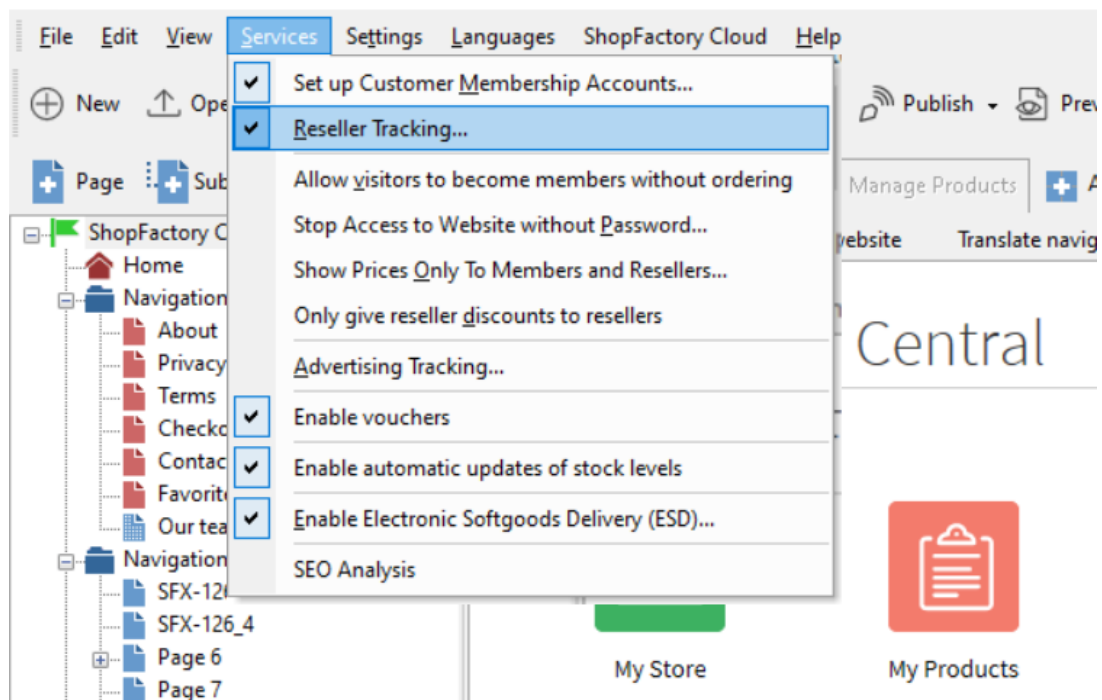 File Edit View Services Settings Languages ShopFactory Cloud Help
New Publish
Page
Manage Products
Set up Customer Membership Accounts...
Reseller Tracking...
Allow visitors to become members without ordering
Stop Access to Website without Password...
Show Prices Only To Members and Resellers...
Only give reseller discounts to resellers
Advertising Tracking...
Enable vouchers
Enable automatic updates of stock levels
Enable Electronic Softgoods Delivery (ESD)...
SEO Analysis
Translate
ShopFactory
Home
Navigation
About
Privacy
Terms
Our
Navigation
SFX-126_4
Page 6
Page 7
Central
My Store
My Products